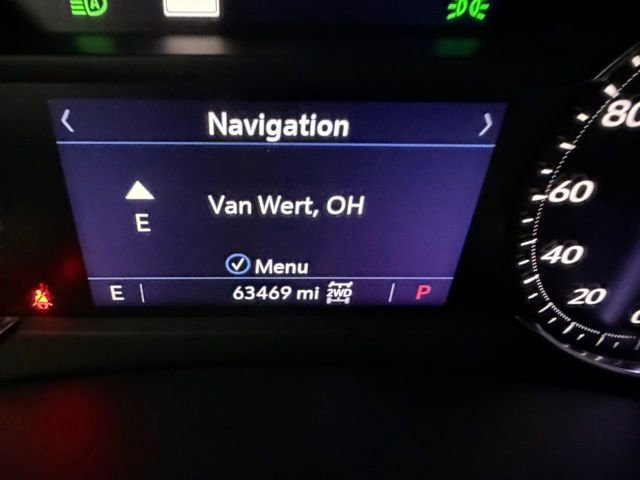 A
Navigation
E
Van Wert, OH
Menu
E 63469 mi 2WD P
80
60
40
20